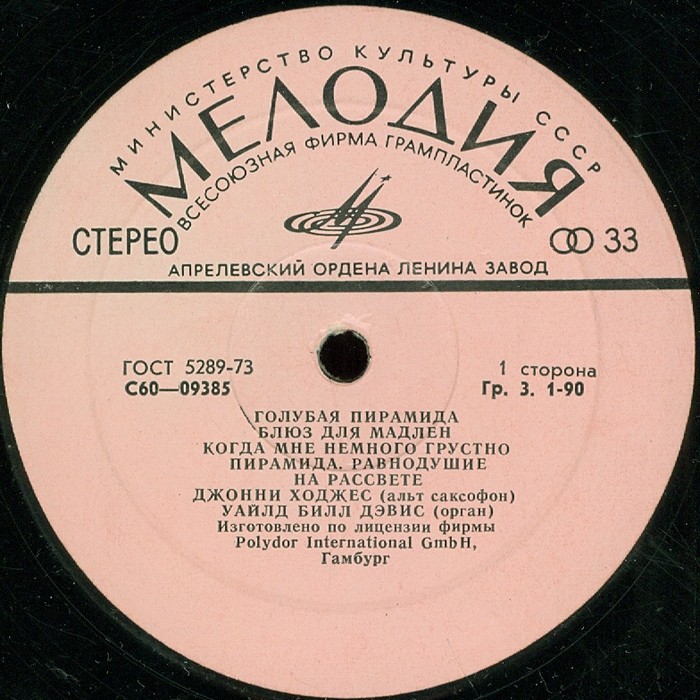 МИНИСТЕРСТВО КУЛЬТУРЫ СССР
МЕЛОДИЯ
ВСЕСОЮЗНАЯ ФИРМА ГРАМПЛАСТИНОК
СТЕРЕО
33
АПРЕЛЕВСКИЙ ОРДЕНА ЛЕНИНА ЗАВОД
ГОСТ 5289-73
1 сторона
С60—09385
Гр. 3. 1-90
ГОЛУБАЯ ПИРАМИДА
БЛЮЗ ДЛЯ МАДЛЕН
КОГДА МНЕ НЕМНОГО ГРУСТНО
ПИРАМИДА. РАВНОДУШИЕ
НА РАССВЕТЕ
ДЖОННИ ХОДЖЕС (альт саксофон)
УАЙЛД БИЛЛ ДЭВИС (орган)
Изготовлено по лицензии фирмы
Polydor International GmbH,
Гамбург